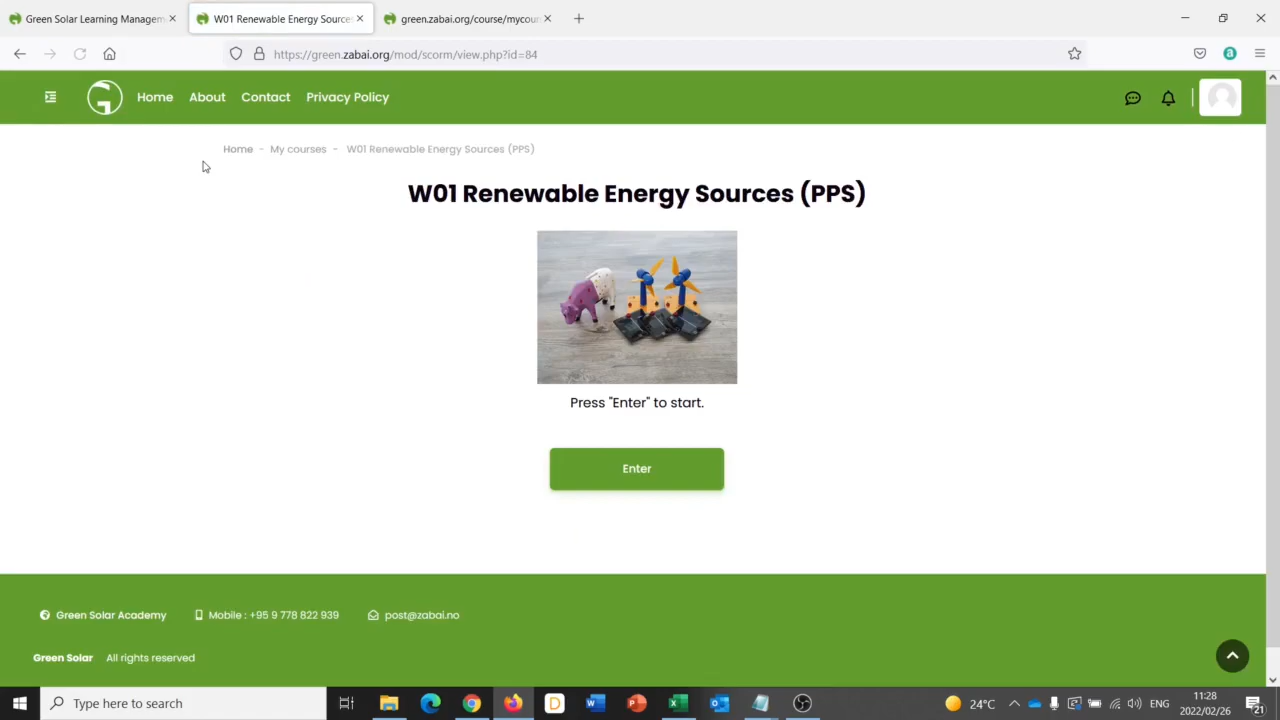 Green Solar Learning Managem
W01 Renewable Energy Source
green.zabai.org/course/mycour
https://green.zabai.org/mod/scorm/view.php?id=84
Home About Contact Privacy Policy
Home - My courses - W01 Renewable Energy Sources (PPS)
W01 Renewable Energy Sources (PPS)
Press "Enter" to start.
Enter
Green Solar Academy Mobile : +95 9 778 822 939 post@zabai.no
Green Solar All rights reserved
Type here to search
24°C
ENG
11:28
2022/02/26
21